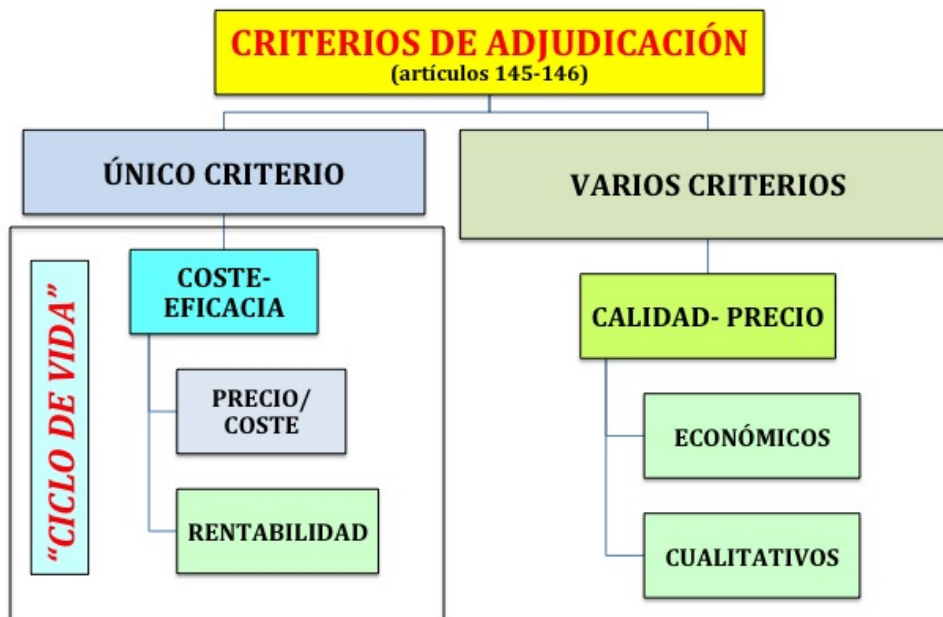 CRITERIOS DE ADJUDICACIÓN
(artículos 145-146)
ÚNICO CRITERIO
VARIOS CRITERIOS
“CICLO DE VIDA”
COSTE-
EFICACIA
PRECIO/
COSTE
RENTABILIDAD
CALIDAD- PRECIO
ECONÓMICOS
CUALITATIVOS